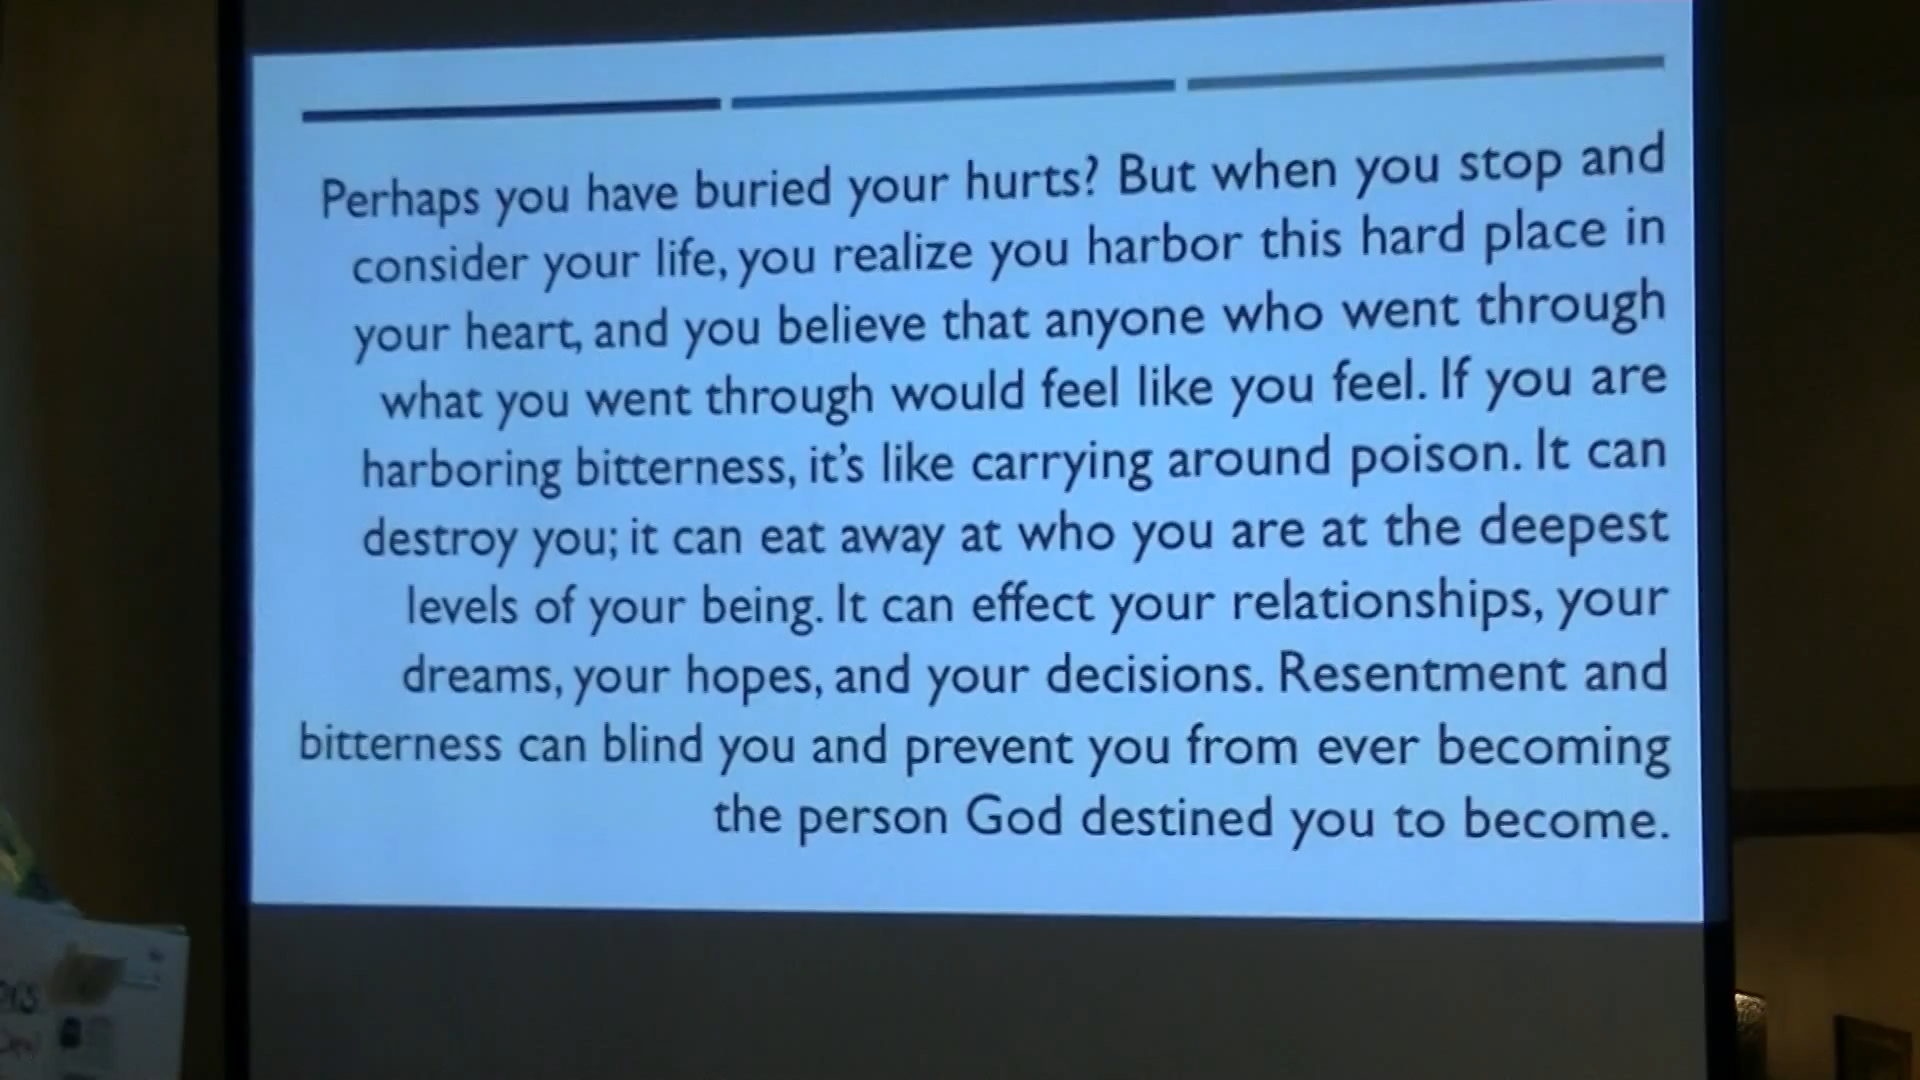 Perhaps you have buried your hurts? But when you stop and
consider your life, you realize you harbor this hard place in
your heart, and you believe that anyone who went through
what you went through would feel like you feel. If you are
harboring bitterness, it's like carrying around poison. It can
destroy you; it can eat away at who you are at the deepest
levels of your being. It can effect your relationships, your
dreams, your hopes, and your decisions. Resentment and
bitterness can blind you and prevent you from ever becoming
the person God destined you to become.